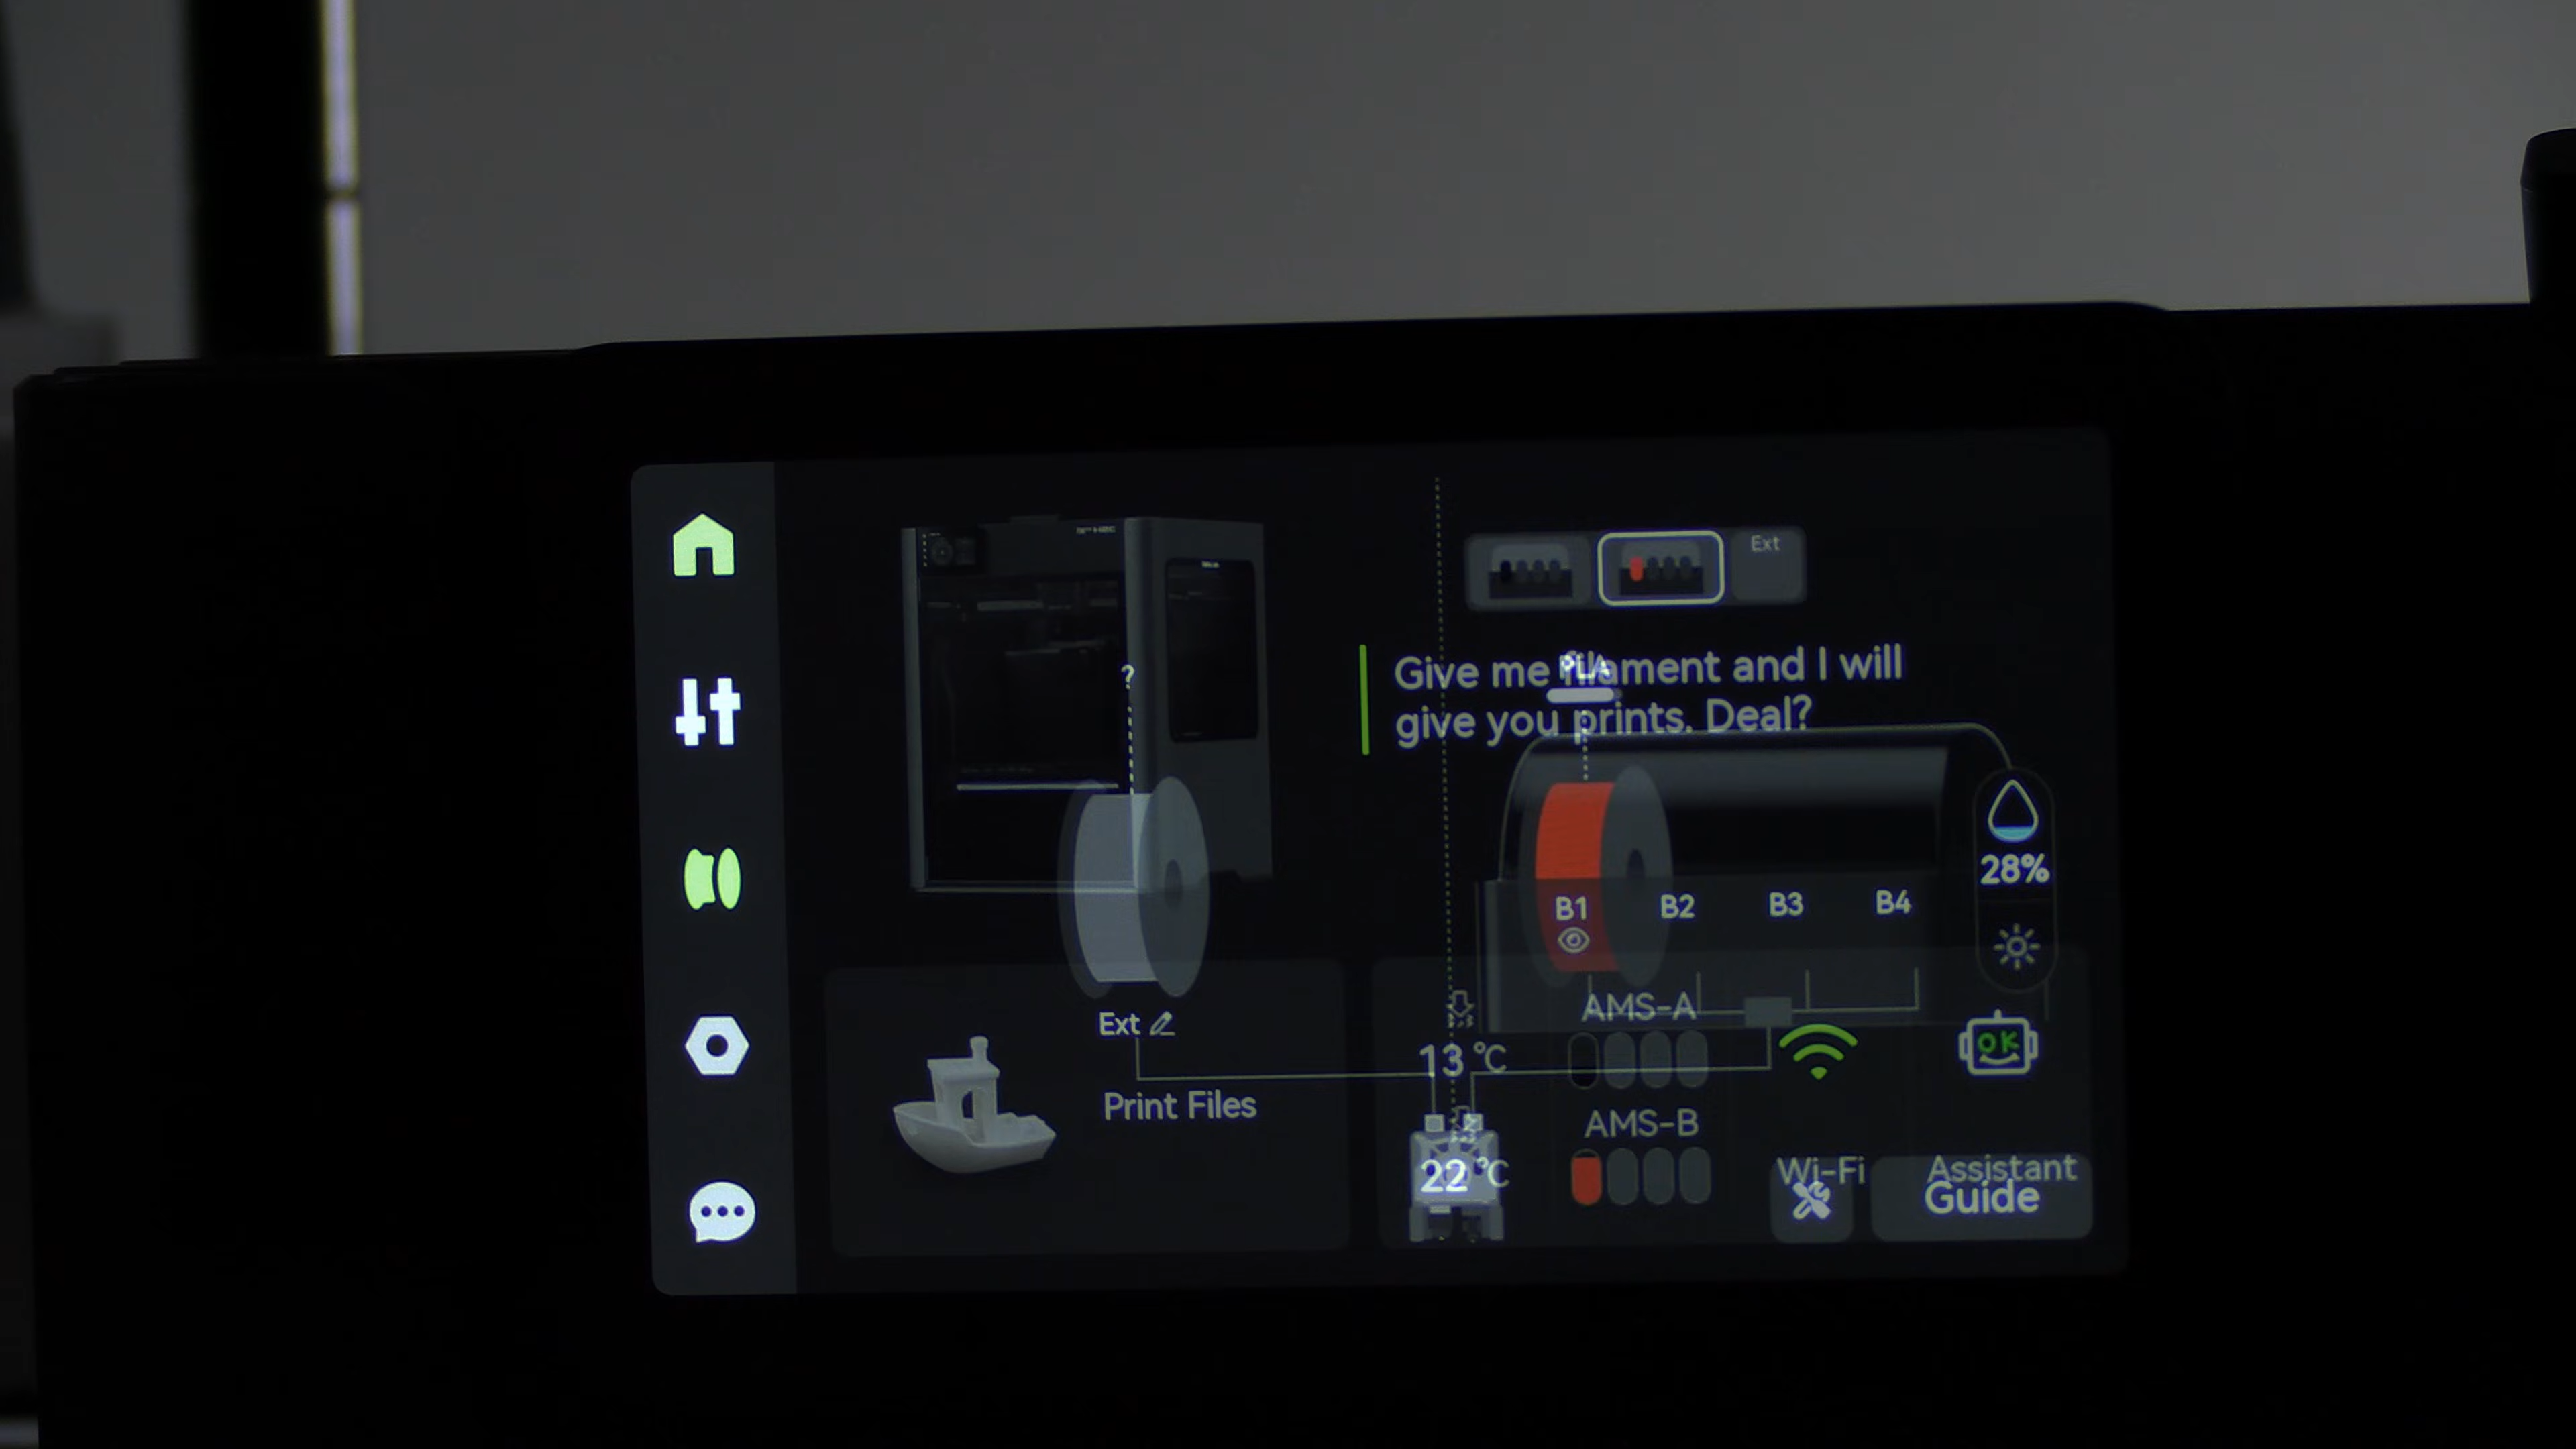 Ext
Give me filament and I will
give you prints. Deal?
PLA
?
28%
B1
B2
B3
B4
Ext
AMS-A
13 °C
OK
Print Files
AMS-B
22 °C
Wi-Fi
Assistant
Guide